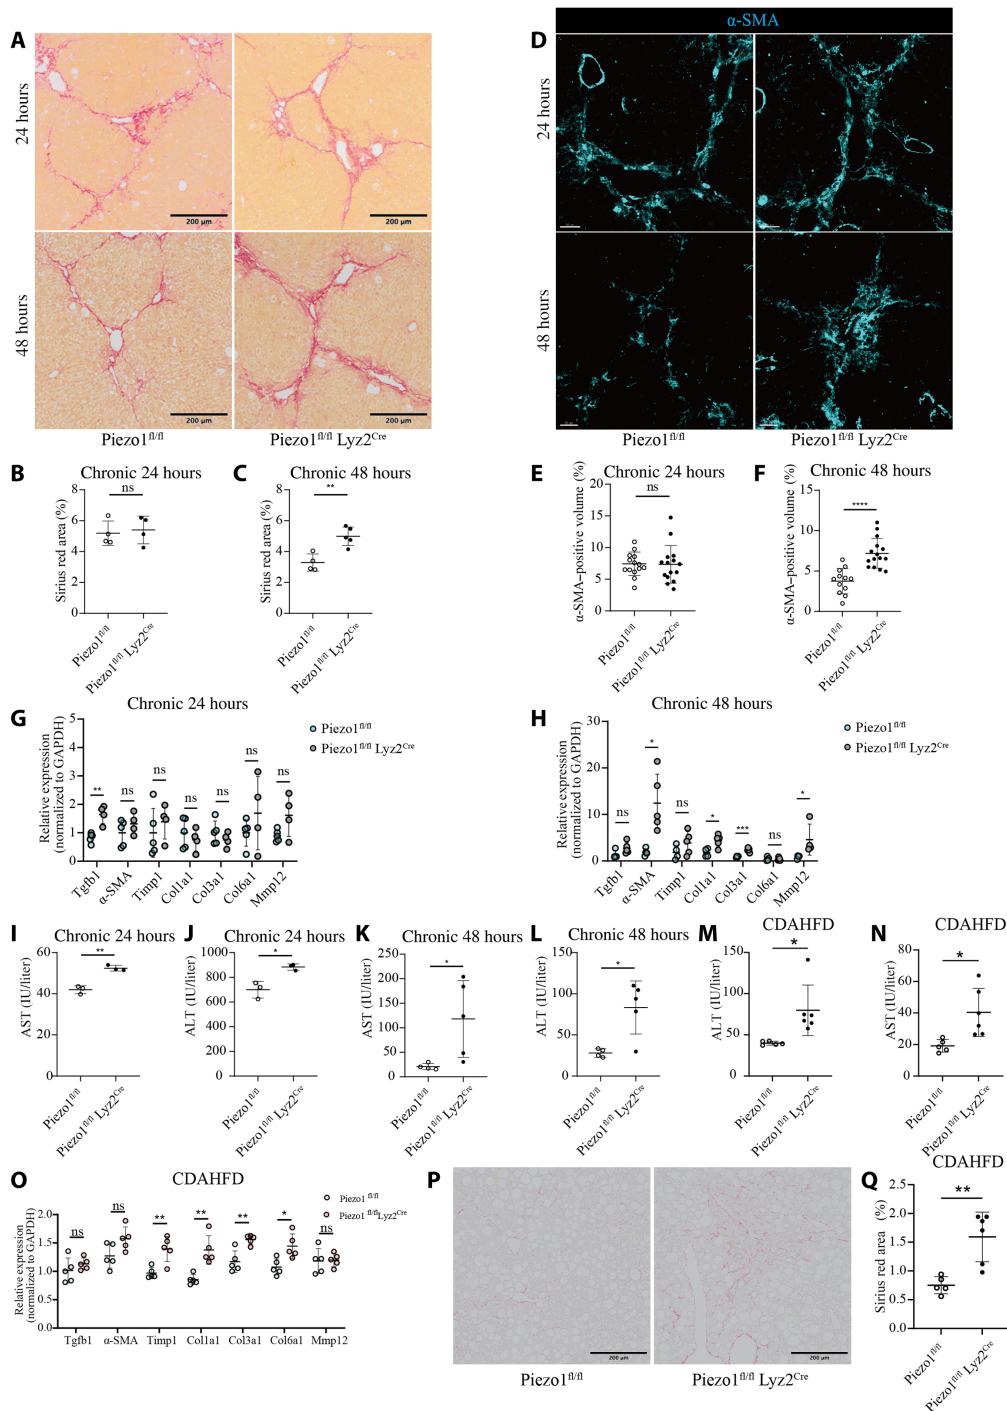 A
24 hours
200 μm
200 μm
48 hours
200 μm
200 μm
Piezo1fl/fl
Piezo1fl/fl Lyz2Cre
D
α-SMA
24 hours
48 hours
Piezo1fl/fl
Piezo1fl/fl Lyz2Cre
B
Chronic 24 hours
ns
Sirius red area (%)
8
6
4
2
0
Piezo1fl/fl
Piezo1fl/fl Lyz2Cre
C
Chronic 48 hours
**
Sirius red area (%)
8
6
4
2
0
Piezo1fl/fl
Piezo1fl/fl Lyz2Cre
E
Chronic 24 hours
ns
α-SMA–positive volume (%)
20
15
10
5
0
Piezo1fl/fl
Piezo1fl/fl Lyz2Cre
F
Chronic 48 hours
****
α-SMA–positive volume (%)
15
10
5
0
Piezo1fl/fl
Piezo1fl/fl Lyz2Cre
G
Chronic 24 hours
Piezo1fl/fl
Piezo1fl/fl Lyz2Cre
Relative expression
(normalized to GAPDH)
5
4
3
2
1
0
** ns ns ns ns ns ns
Tgfb1 α-SMA Timp1 Col1a1 Col3a1 Col6a1 Mmp12
H
Chronic 48 hours
Piezo1fl/fl
Piezo1fl/fl Lyz2Cre
Relative expression
(normalized to GAPDH)
30
20
10
0
ns * ns * *** ns *
Tgfb1 α-SMA Timp1 Col1a1 Col3a1 Col6a1 Mmp12
I
Chronic 24 hours
**
AST (IU/liter)
60
40
20
0
Piezo1fl/fl
Piezo1fl/fl Lyz2Cre
J
Chronic 24 hours
*
ALT (IU/liter)
1000
800
600
400
200
0
Piezo1fl/fl
Piezo1fl/fl Lyz2Cre
K
Chronic 48 hours
*
AST (IU/liter)
250
200
150
100
50
0
Piezo1fl/fl
Piezo1fl/fl Lyz2Cre
L
Chronic 48 hours
*
ALT (IU/liter)
150
100
50
0
Piezo1fl/fl
Piezo1fl/fl Lyz2Cre
M
CDAHFD
*
ALT (IU/liter)
150
100
50
0
Piezo1fl/fl
Piezo1fl/fl Lyz2Cre
N
CDAHFD
*
AST (IU/liter)
80
60
40
20
0
Piezo1fl/fl
Piezo1fl/fl Lyz2Cre
O
CDAHFD
Piezo1 fl/fl
Piezo1 fl/flLyz2Cre
Relative expression
(normalized to GAPDH)
2.0
1.5
1.0
0.5
0.0
ns ns ** ** ** * ns
Tgfb1 α-SMA Timp1 Col1a1 Col3a1 Col6a1 Mmp12
P
200 μm
200 μm
Piezo1fl/fl
Piezo1fl/fl Lyz2Cre
Q
CDAHFD
**
Sirius red area (%)
2.5
2.0
1.5
1.0
0.5
0.0
Piezo1fl/fl
Piezo1fl/fl Lyz2Cre